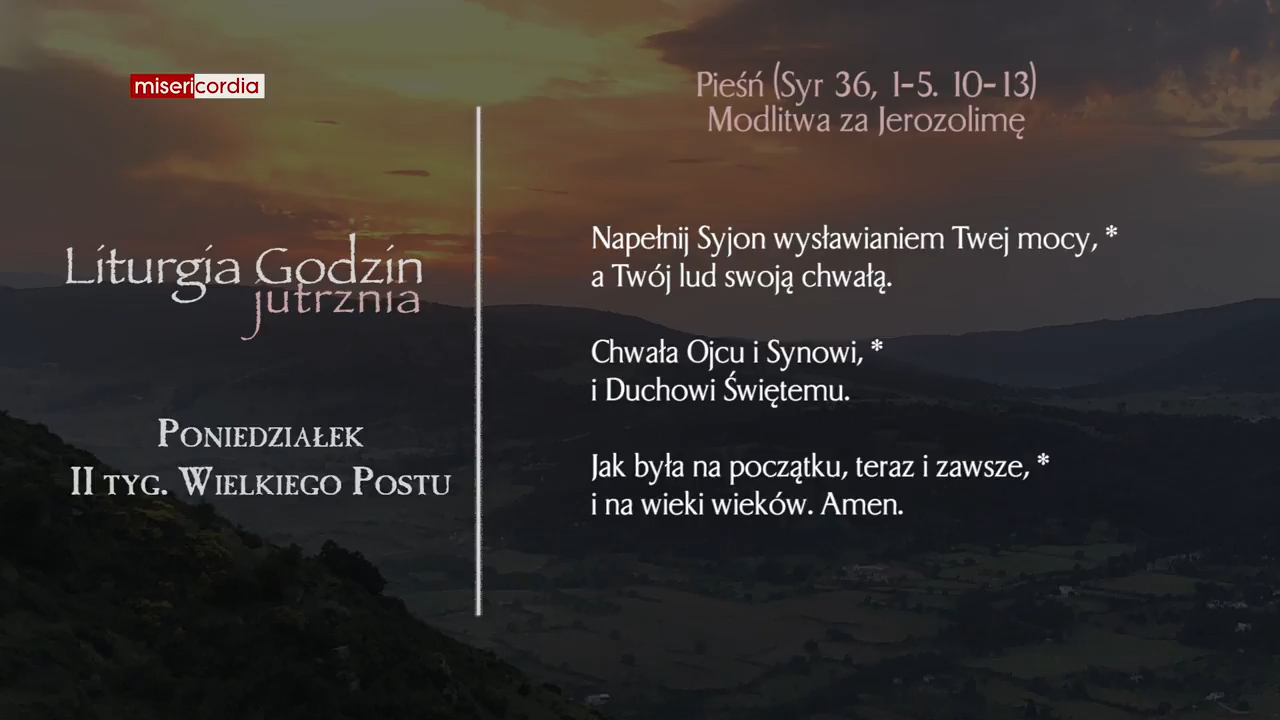 misericordia
Liturgia Godzin
jutrznia
Poniedziałek
II tyg. Wielkiego Postu
Pieśń (Syr 36, 1-5. 10-13)
Modlitwa za Jerozolimę
Napełnij Syjon wysławianiem Twej mocy, *
a Twój lud swoją chwałą.
Chwała Ojcu i Synowi, *
i Duchowi Świętemu.
Jak była na początku, teraz i zawsze, *
i na wieki wieków. Amen.